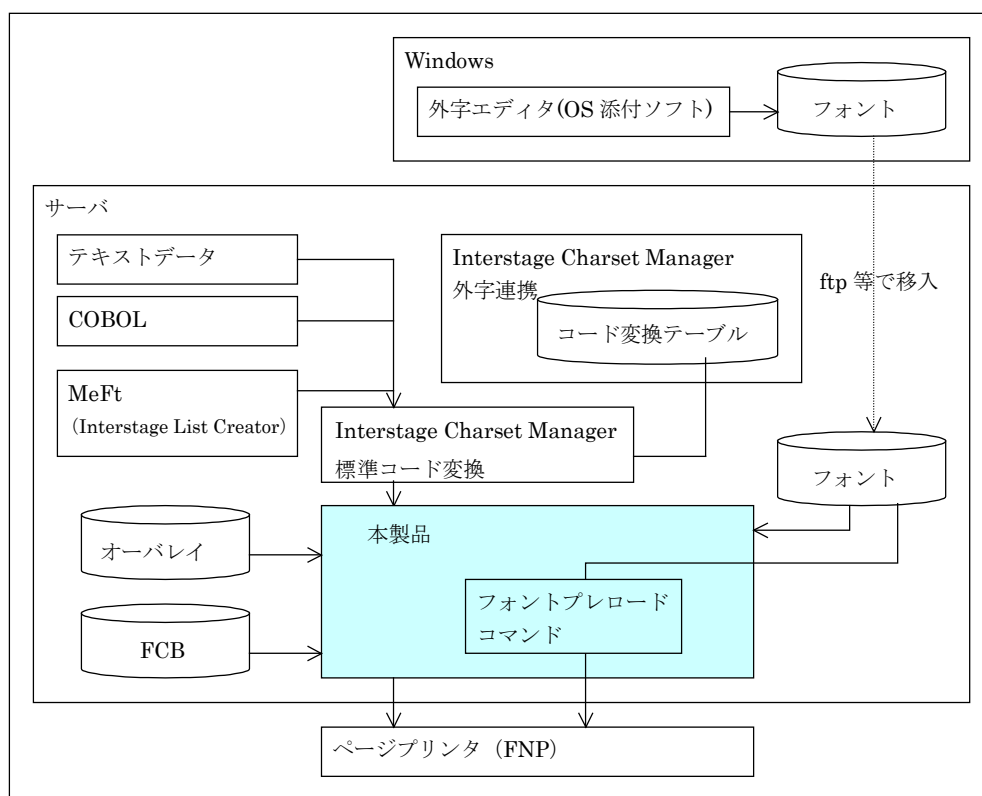 Windows
外字エディタ(OS 添付ソフト)
フォント
サーバ
テキストデータ
COBOL
MeFt
（Interstage List Creator）
Interstage Charset Manager
外字連携
コード変換テーブル
ftp 等で移入
Interstage Charset Manager
標準コード変換
フォント
オーバレイ
本製品
フォントプレロード
コマンド
FCB
ページプリンタ（FNP）